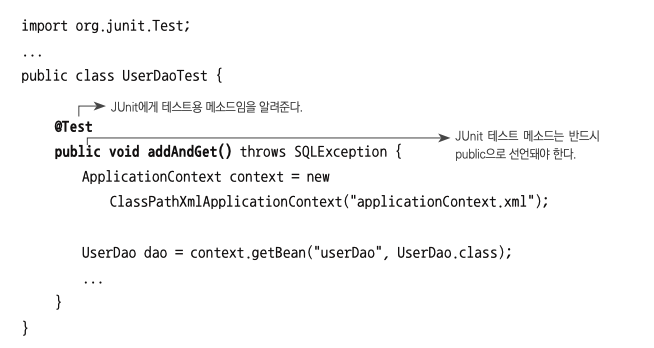 import org.junit.Test;
...
public class UserDaoTest {
JUnit에게 테스트용 메소드임을 알려준다.
@Test
public void addAndGet() throws SQLException {
JUnit 테스트 메소드는 반드시
public으로 선언돼야 한다.
ApplicationContext context = new
ClassPathXmlApplicationContext("applicationContext.xml");
UserDao dao = context.getBean("userDao", UserDao.class);
...
}
}